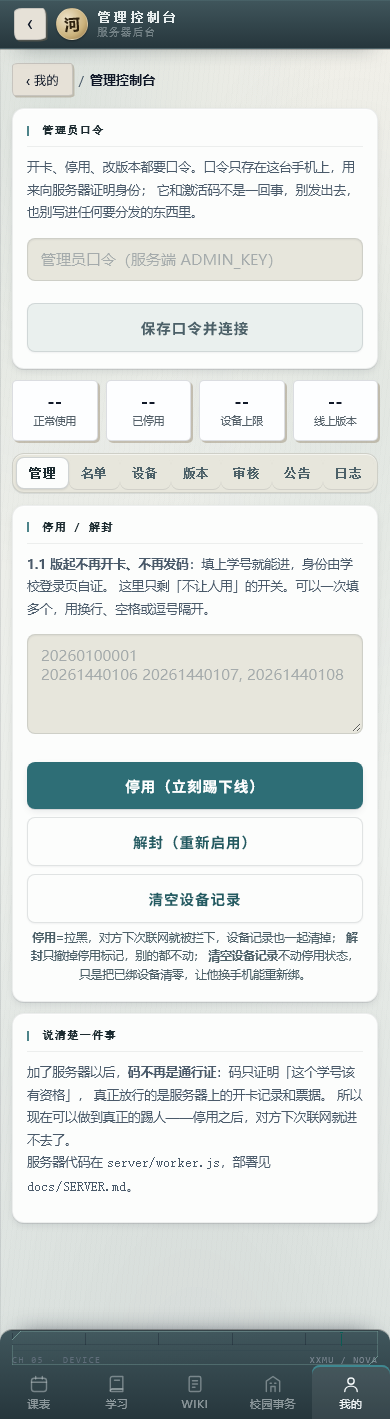 ‹
河
管理控制台
服务器后台
‹ 我的 / 管理控制台
管理员口令
开卡、停用、改版本都要口令。口令只存在这台手机上，用
来向服务器证明身份； 它和激活码不是一回事，别发出去，
也别写进任何要分发的东西里。
管理员口令（服务端 ADMIN_KEY）
保存口令并连接
-- -- -- --
正常使用 已停用 设备上限 线上版本
管理 名单 设备 版本 审核 公告 日志
停用 / 解封
1.1 版起不再开卡、不再发码：填上学号就能进，身份由学
校登录页自证。 这里只剩「不让人用」的开关。可以一次填
多个，用换行、空格或逗号隔开。
20260100001
20261440106 20261440107, 20261440108
停用（立刻踢下线）
解封（重新启用）
清空设备记录
停用=拉黑，对方下次联网就被拦下，设备记录也一起清掉； 解
封只撤掉停用标记，别的都不动； 清空设备记录不动停用状态，
只是把已绑设备清零，让他换手机能重新绑。
说清楚一件事
加了服务器以后，码不再是通行证：码只证明「这个学号该
有资格」， 真正放行的是服务器上的开卡记录和票据。 所以
现在可以做到真正的踢人——停用之后，对方下次联网就进
不去了。
服务器代码在 server/worker.js，部署见
docs/SERVER.md。
CH 05 · DEVICE XXMU / NOVA
课表 学习 WIKI 校园事务 我的